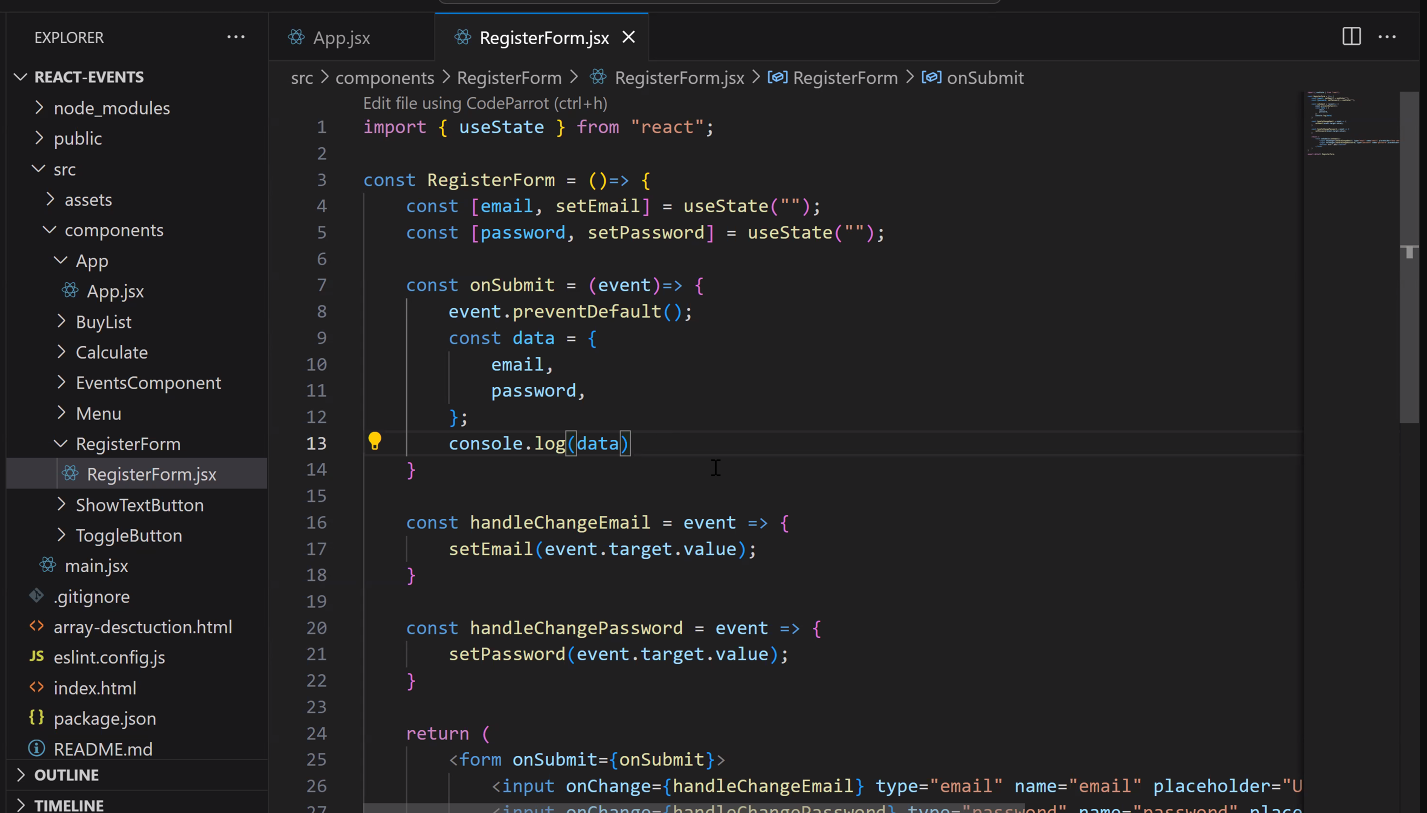 EXPLORER
REACT-EVENTS
node_modules
public
src
assets
components
App
App.jsx
BuyList
Calculate
EventsComponent
Menu
RegisterForm
RegisterForm.jsx
ShowTextButton
ToggleButton
main.jsx
.gitignore
array-desctuction.html
JS eslint.config.js
index.html
{} package.json
README.md
OUTLINE
TIMELINE
App.jsx RegisterForm.jsx
src > components > RegisterForm > RegisterForm.jsx > RegisterForm > onSubmit
Edit file using CodeParrot (ctrl+h)
1 import { useState } from "react";
2
3 const RegisterForm = ()=> {
4 const [email, setEmail] = useState("");
5 const [password, setPassword] = useState("");
6
7 const onSubmit = (event)=> {
8 event.preventDefault();
9 const data = {
10 email,
11 password,
12 };
13 console.log(data)
14 }
15
16 const handleChangeEmail = event => {
17 setEmail(event.target.value);
18 }
19
20 const handleChangePassword = event => {
21 setPassword(event.target.value);
22 }
23
24 return (
25 <form onSubmit={onSubmit}>
26 <input onChange={handleChangeEmail} type="email" name="email" placeholder="U
27 <input onChange={handleChangePassword} type="password" name="password" place